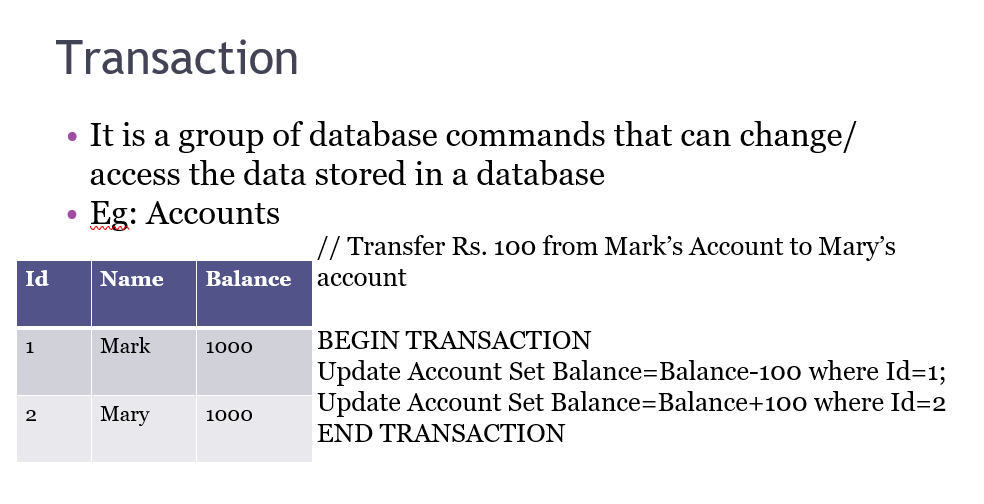 Transaction
• It is a group of database commands that can change/
access the data stored in a database
• Eg: Accounts
// Transfer Rs. 100 from Mark’s Account to Mary’s
account
Id Name Balance
1 Mark 1000
2 Mary 1000
BEGIN TRANSACTION
Update Account Set Balance=Balance-100 where Id=1;
Update Account Set Balance=Balance+100 where Id=2
END TRANSACTION